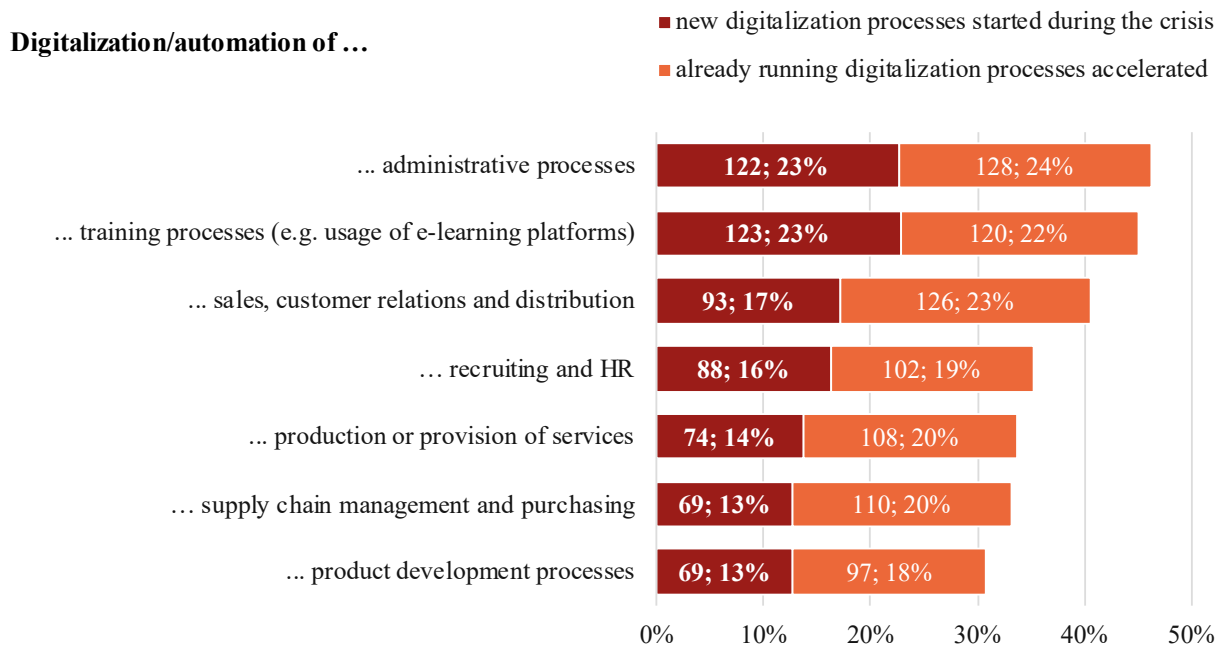 Digitalization/automation of …
new digitalization processes started during the crisis
already running digitalization processes accelerated
... administrative processes
122; 23%
128; 24%
... training processes (e.g. usage of e-learning platforms)
123; 23%
120; 22%
... sales, customer relations and distribution
93; 17%
126; 23%
… recruiting and HR
88; 16%
102; 19%
... production or provision of services
74; 14%
108; 20%
… supply chain management and purchasing
69; 13%
110; 20%
... product development processes
69; 13%
97; 18%
0%
10%
20%
30%
40%
50%